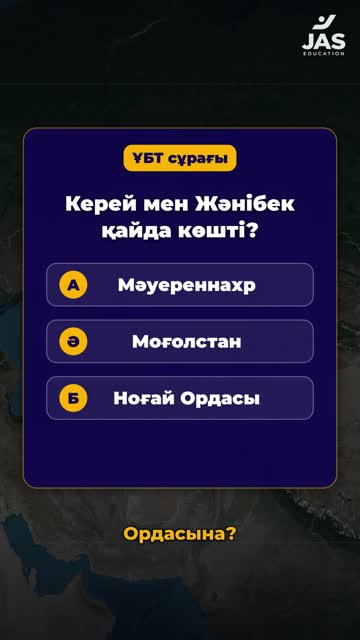 JAS
EDUCATION
ҰБТ сұрағы
Керей мен Жәнібек
қайда көшті?
А Мәуереннахр
Ә Моғолстан
Б Ноғай Ордасы
Ордасына?